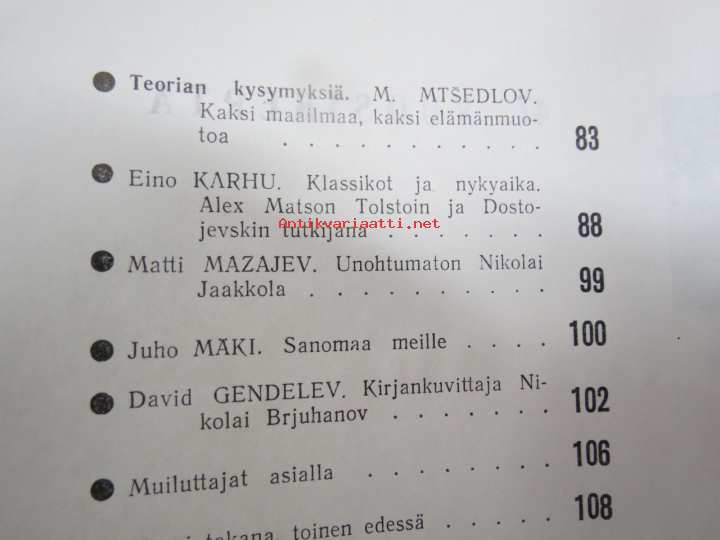 Teorian kysymyksiä. M. MTŠEDLOV.
Kaksi maailmaa, kaksi elämänmuo-
toa . . . . . . . . . . . 83
Eino KARHU. Klassikot ja nykyaika.
Alex Matson Tolstoin ja Dosto-
jevskin tutkijana . . . . . . . 88
Antikvariaatti.net
Matti MAZAJEV. Unohtumaton Nikolai
Jaakkola . . . . . . . . . . 99
Juho MÄKI. Sanomaa meille . . . . 100
David GENDELEV. Kirjankuvittaja Ni-
kolai Brjuhanov . . . . . . . 102
Muiluttajat asialla . . . . . . . . 106
takana, toinen edessä . . . . . 108